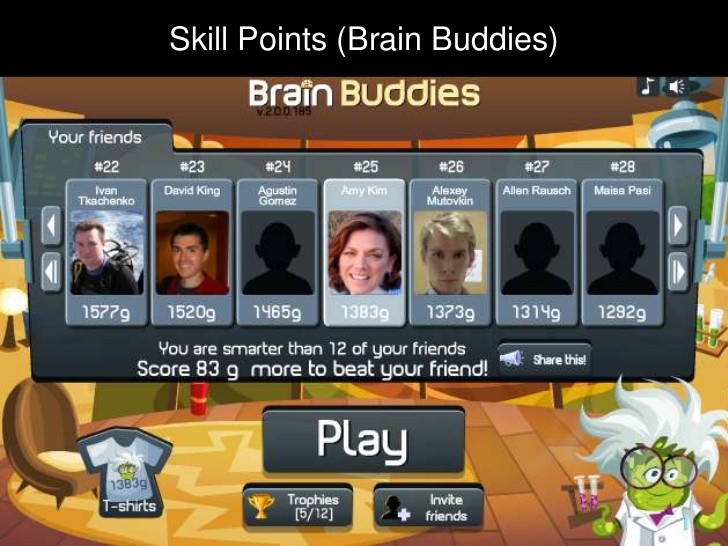 Skill Points (Brain Buddies)
Brain Buddies
v.2.0.0.185
Your friends
#22 #23 #24 #25 #26 #27 #28
Ivan Tkachenko
David King
Agustin Gomez
Amy Kim
Alexey Mutovkin
Allen Rausch
Maisa Pasi
1577g 1520g 1465g 1383g 1373g 1314g 1292g
You are smarter than 12 of your friends
Score 83 g more to beat your friend!
Share this!
Play
1383g
T-shirts
Trophies
[5/12]
Invite
friends